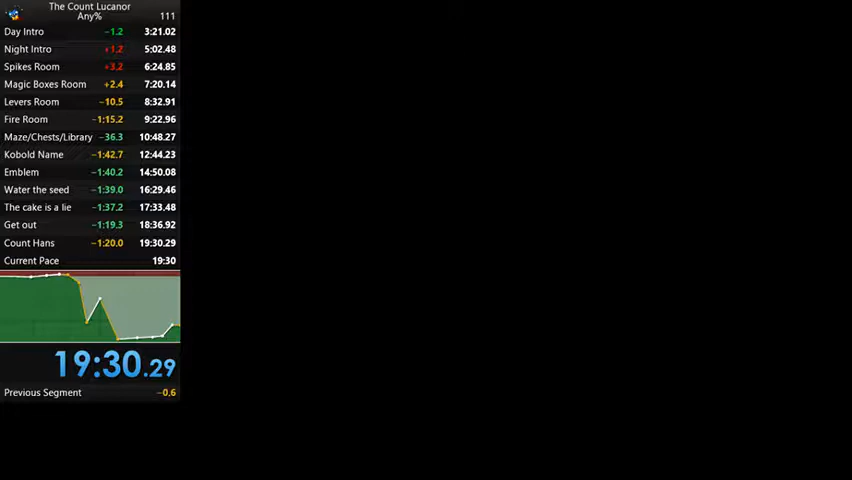 The Count Lucanor
Any% 111
Day Intro −1.2 3:21.02
Night Intro +1.2 5:02.48
Spikes Room +3.2 6:24.85
Magic Boxes Room +2.4 7:20.14
Levers Room −10.5 8:32.91
Fire Room −1:15.2 9:22.96
Maze/Chests/Library −36.3 10:48.27
Kobold Name −1:42.7 12:44.23
Emblem −1:40.2 14:50.08
Water the seed −1:39.0 16:29.46
The cake is a lie −1:37.2 17:33.48
Get out −1:19.3 18:36.92
Count Hans −1:20.0 19:30.29
Current Pace 19:30
19:30.29
Previous Segment −0.6